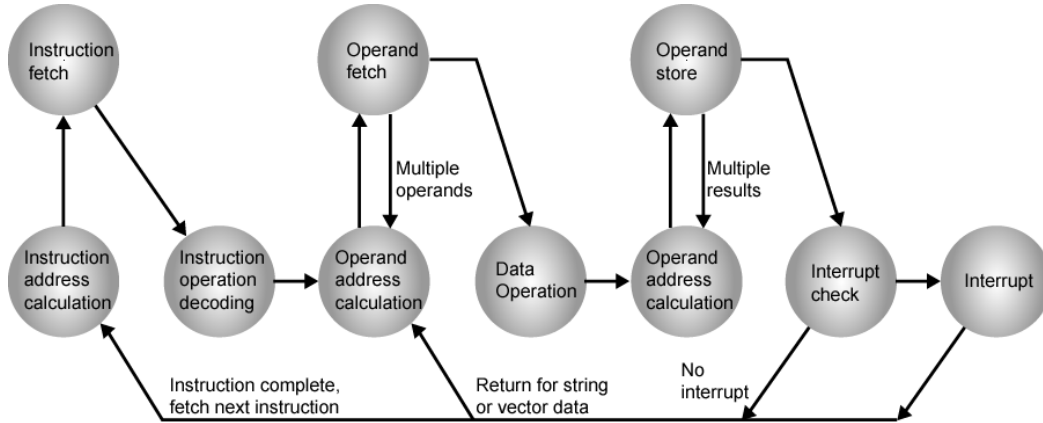 Instruction
fetch
Operand
fetch
Operand
store
Multiple
operands
Multiple
results
Instruction
address
calculation
Instruction
operation
decoding
Operand
address
calculation
Data
Operation
Operand
address
calculation
Interrupt
check
Interrupt
Instruction complete,
fetch next instruction
Return for string
or vector data
No
interrupt